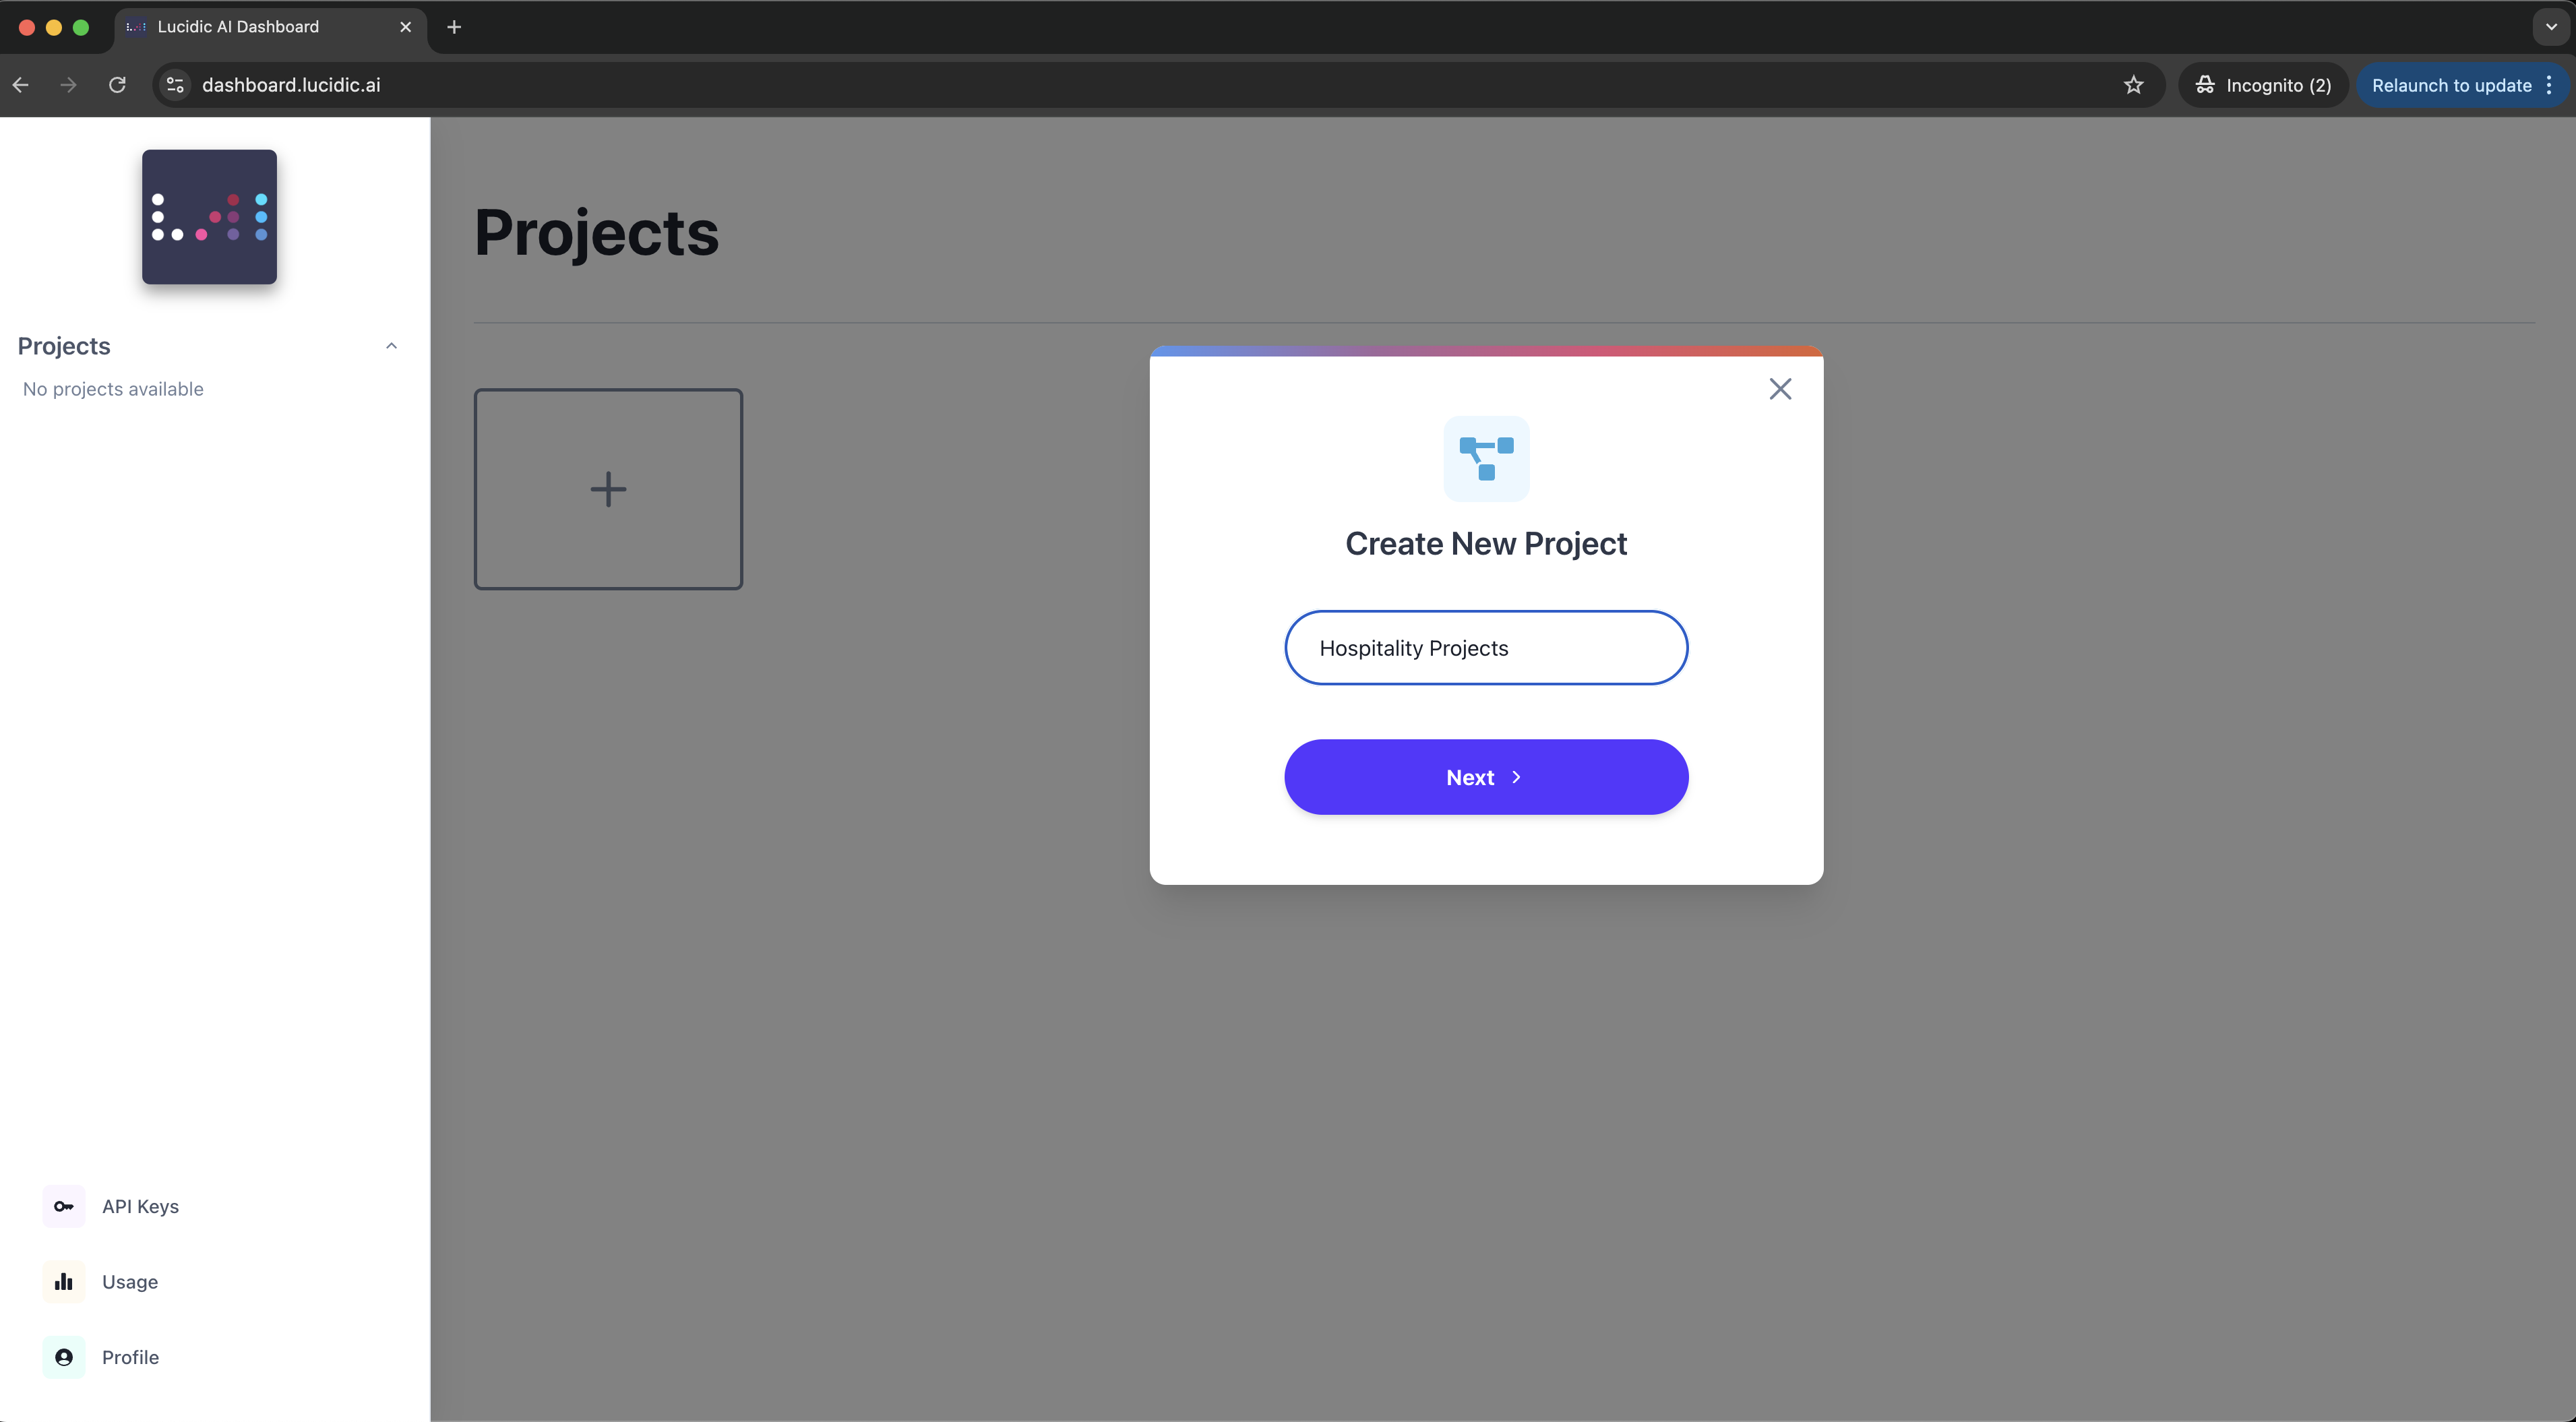 Lucidic AI Dashboard
dashboard.lucidic.ai
Incognito (2)
Relaunch to update
Projects
No projects available
API Keys
Usage
Profile
Projects
Create New Project
Hospitality Projects
Next